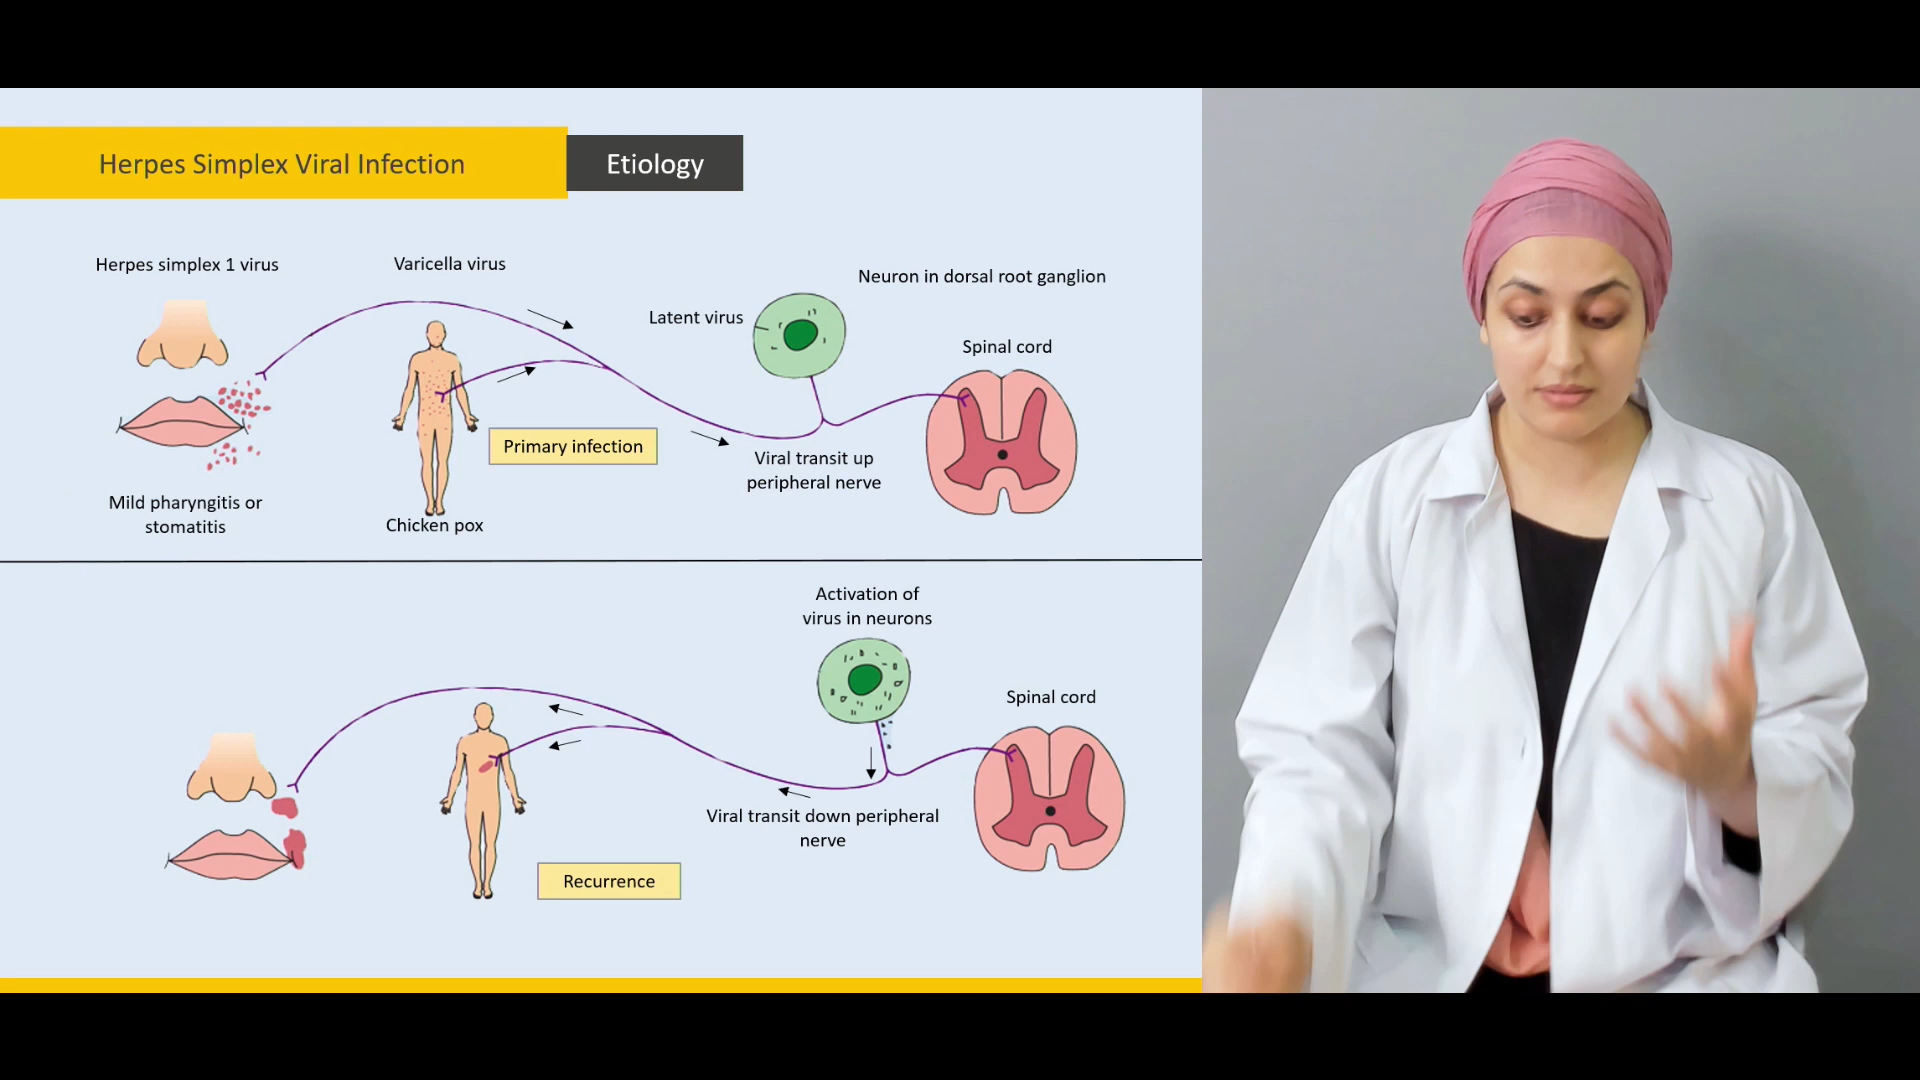 Herpes Simplex Viral Infection
Etiology
Herpes simplex 1 virus
Varicella virus
Neuron in dorsal root ganglion
Latent virus
Spinal cord
Primary infection
Viral transit up
peripheral nerve
Mild pharyngitis or
stomatitis
Chicken pox
Activation of
virus in neurons
Spinal cord
Viral transit down peripheral
nerve
Recurrence